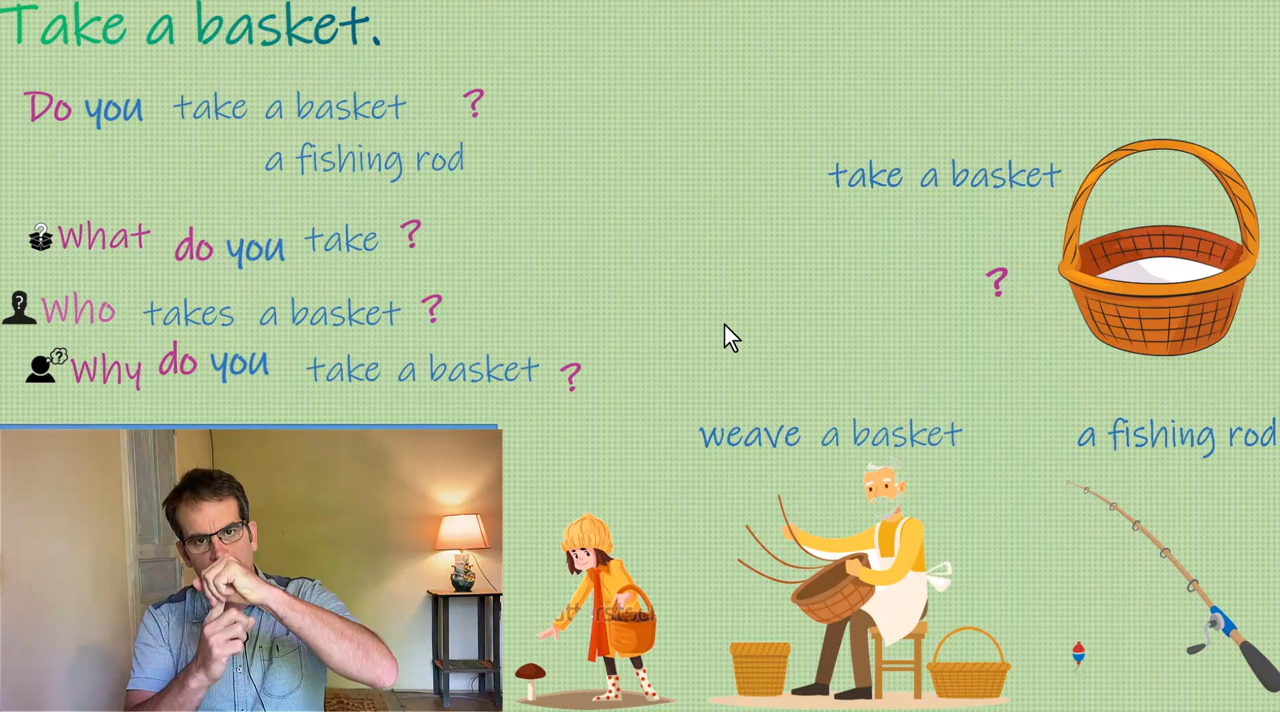 Take a basket.
Do you take a basket ?
a fishing rod
take a basket
?
What do you take ?
Who takes a basket ?
Why do you take a basket ?
weave a basket
a fishing rod